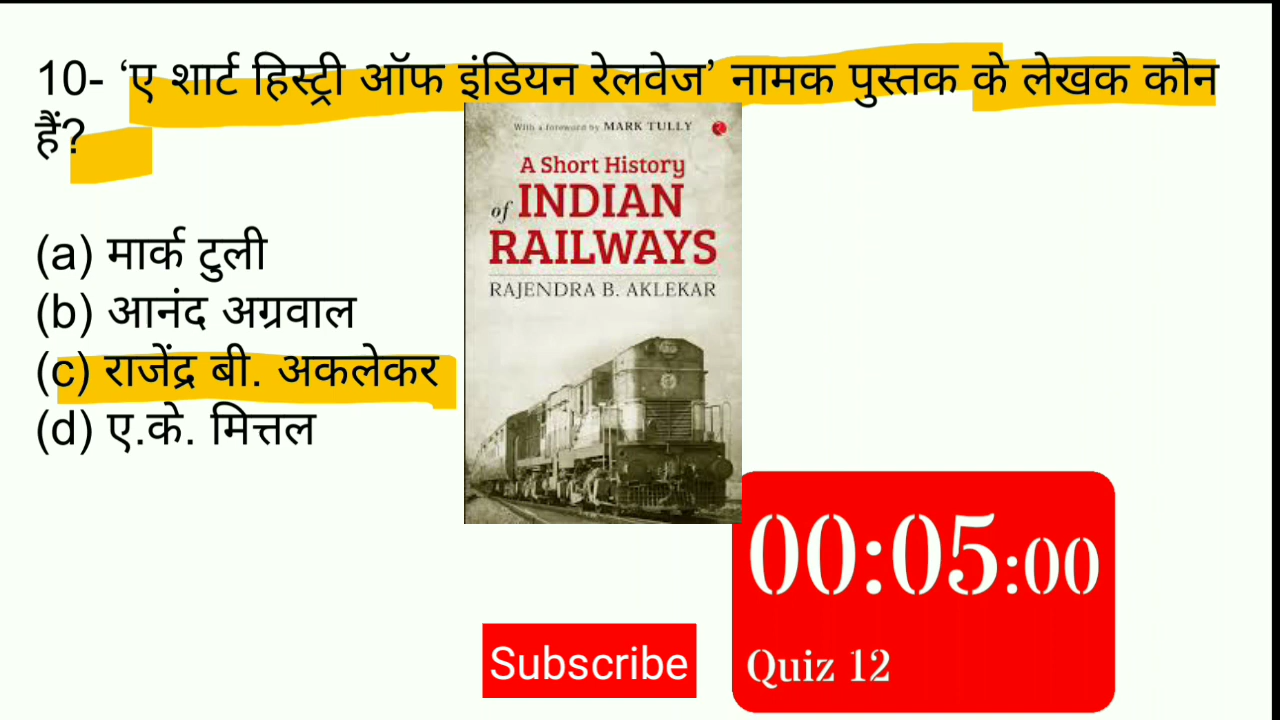 10- ‘ए शार्ट हिस्ट्री ऑफ इंडियन रेलवेज’ नामक पुस्तक के लेखक कौन
हैं?
With a foreword by MARK TULLY
A Short History
of INDIAN
RAILWAYS
RAJENDRA B. AKLEKAR
(a) मार्क टुली
(b) आनंद अग्रवाल
(c) राजेंद्र बी. अकलेकर
(d) ए.के. मित्तल
00:05:00
Quiz 12
Subscribe